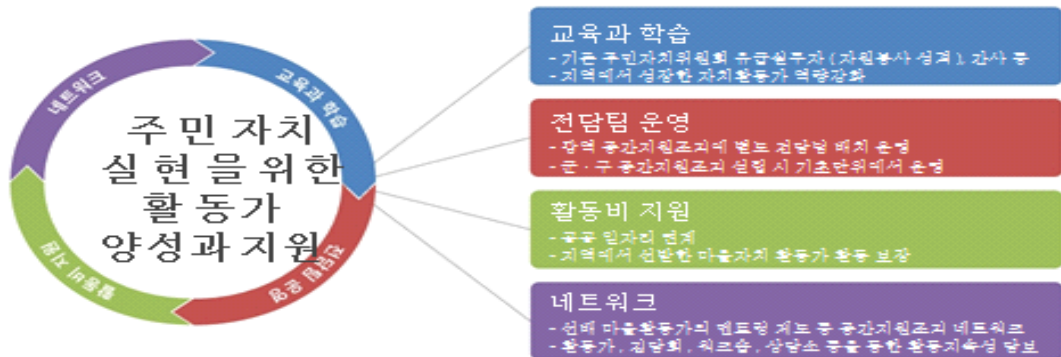 네트워크
교육과 학습
활동비 지원
전담팀 운영
주민 자치
실현을위한
활동가
양성과 지원
교육과 학습
- 기존 주민자치위원회 유급실무자 (자원봉사 성격), 간사 등
- 지역에서 성장한 자치활동가 역량강화
전담팀 운영
- 광역 중간지원조직에 별도 전담팀 배치 운영
- 군·구 중간지원조직 설립 시 기초단위에서 운영
활동비 지원
- 공공 일자리 연계
- 지역에서 선발한 마을자치 활동가 활동 보장
네트워크
- 선배 마을활동가의 멘토링 제도 등 중간지원조직 네트워크
- 활동가, 집담회, 워크숍, 상담소 등을 통한 활동지속성 담보